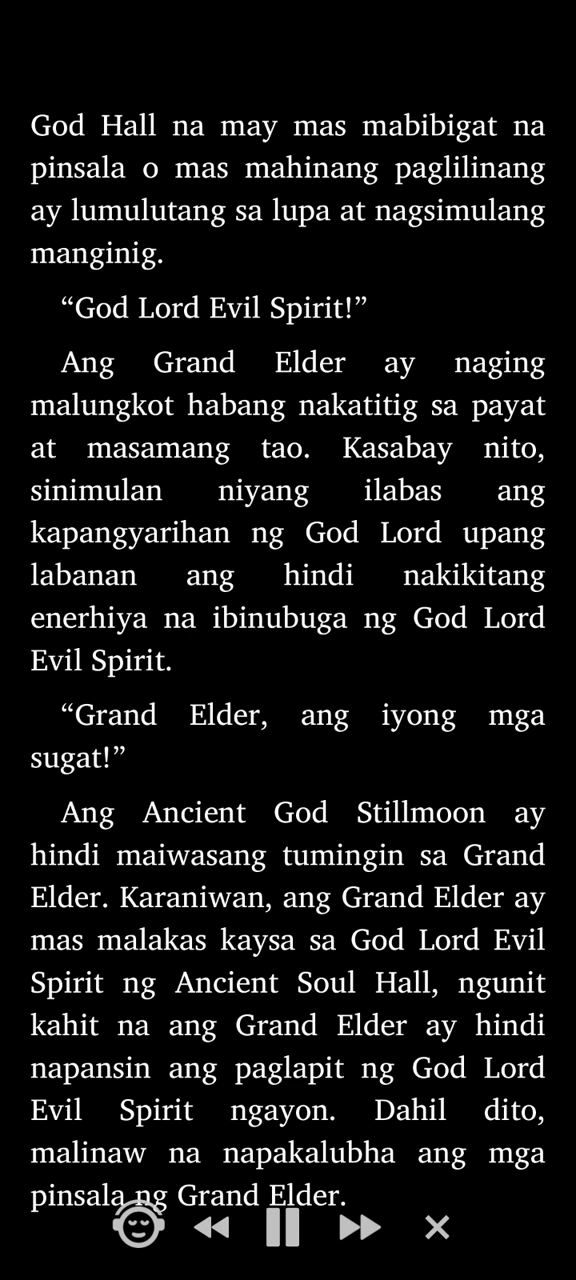 God Hall na may mas mabibigat na
pinsala o mas mahinang paglilinang
ay lumulutang sa lupa at nagsimulang
manginig.
“God Lord Evil Spirit!”
Ang Grand Elder ay naging
malungkot habang nakatitig sa payat
at masamang tao. Kasabay nito,
sinimulan niyang ilabas ang
kapangyarihan ng God Lord upang
labanan ang hindi nakikitang
enerhiya na ibinubuga ng God Lord
Evil Spirit.
“Grand Elder, ang iyong mga
sugat!”
Ang Ancient God Stillmoon ay
hindi maiwasang tumingin sa Grand
Elder. Karaniwan, ang Grand Elder ay
mas malakas kaysa sa God Lord Evil
Spirit ng Ancient Soul Hall, ngunit
kahit na ang Grand Elder ay hindi
napansin ang paglapit ng God Lord
Evil Spirit ngayon. Dahil dito,
malinaw na napakalubha ang mga
pinsala ng Grand Elder.